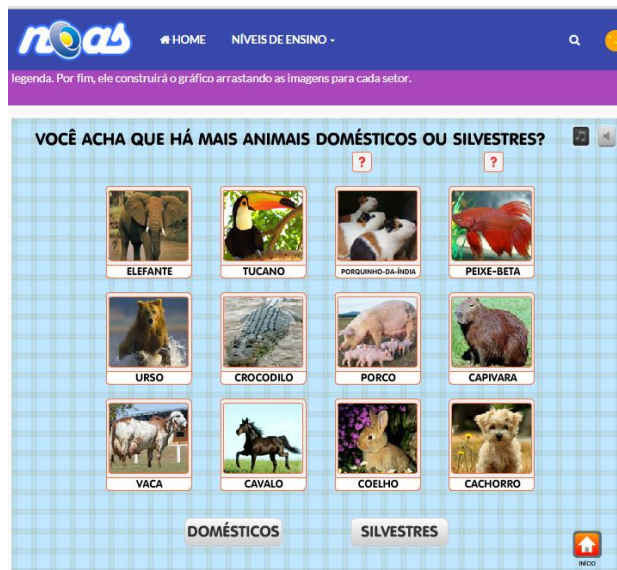 noas
HOME NÍVEIS DE ENSINO
legenda. Por fim, ele construirá o gráfico arrastando as imagens para cada setor.
VOCÊ ACHA QUE HÁ MAIS ANIMAIS DOMÉSTICOS OU SILVESTRES?
? ?
ELEFANTE TUCANO PORQUINHO-DA-ÍNDIA PEIXE-BETA
URSO CROCODILO PORCO CAPIVARA
VACA CAVALO COELHO CACHORRO
DOMÉSTICOS SILVESTRES
INÍCIO